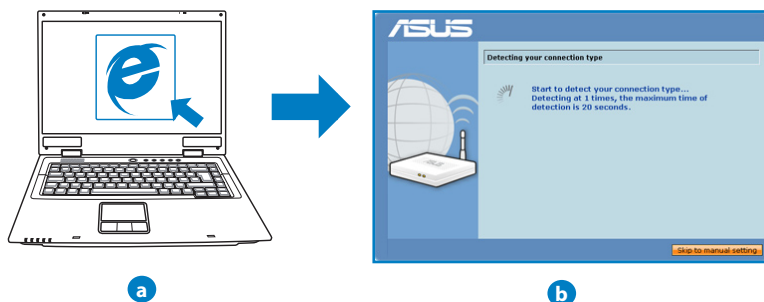 ASUS
Detecting your connection type
Start to detect your connection type...
Detecting at 1 times, the maximum time of
detection is 20 seconds.
Skip to manual setting
a
b